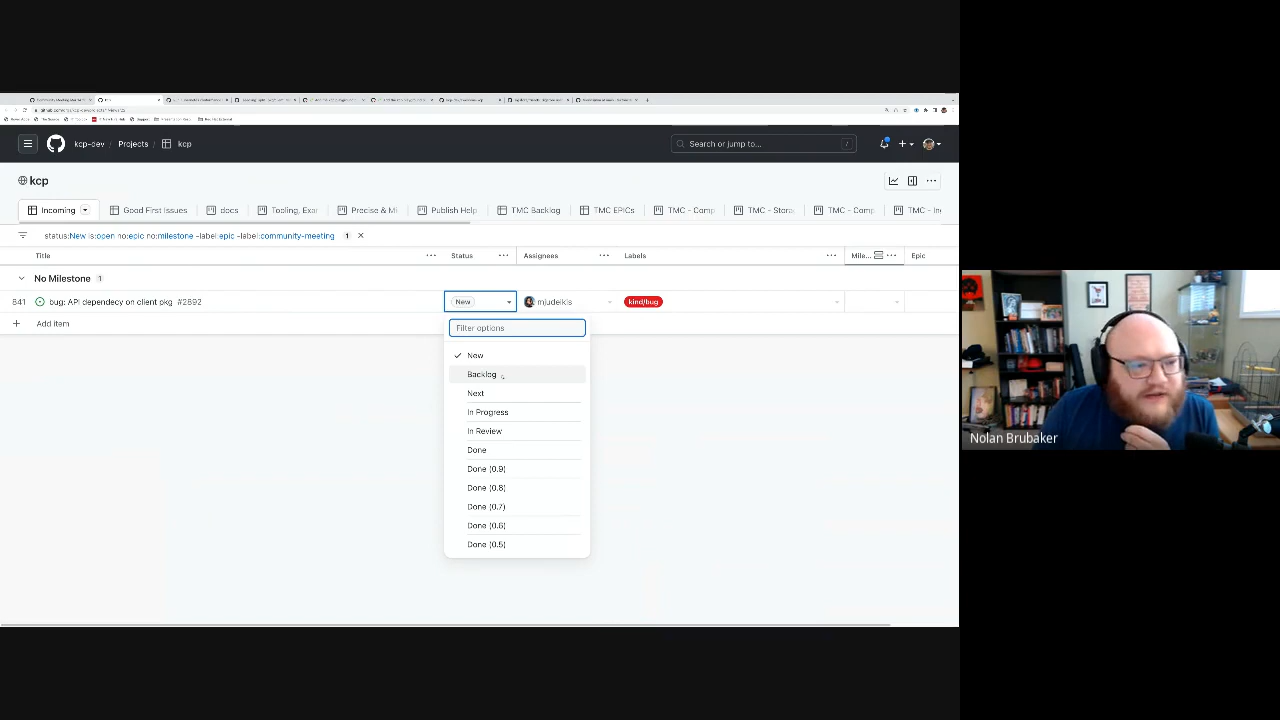 kcp-dev / Projects / kcp
Search or jump to... /
kcp
Incoming Good First Issues docs Tooling, Exar Precise & Mi Publish Help TMC Backlog TMC EPICs TMC - Comp TMC - Stora TMC - Comp TMC - Ing
status:New is:open no:epic no:milestone -label:epic -label:community-meeting 1
Title Status Assignees Labels Mile... Epic
No Milestone 1
841 bug: API dependecy on client pkg #2892 New mjudeikis kind/bug
Add item
Filter options
New
Backlog
Next
In Progress
In Review
Done
Done (0.9)
Done (0.8)
Done (0.7)
Done (0.6)
Done (0.5)
Nolan Brubaker